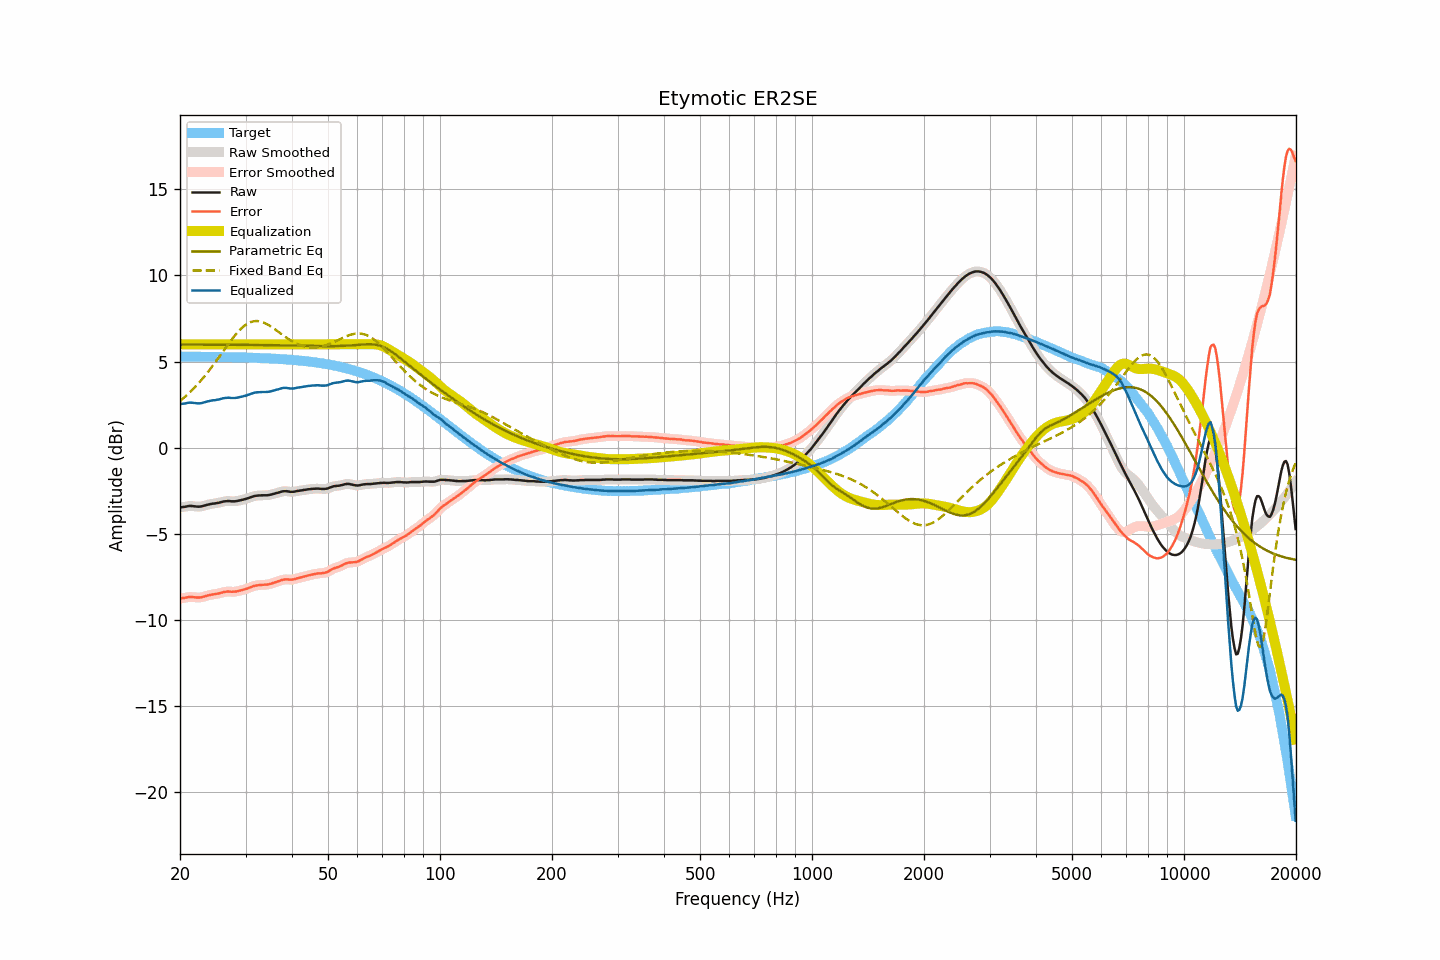 Etymotic ER2SE
Target
Raw Smoothed
Error Smoothed
Raw
Error
Equalization
Parametric Eq
Fixed Band Eq
Equalized
15
10
5
0
−5
−10
−15
−20
Amplitude (dBr)
20 50 100 200 500 1000 2000 5000 10000 20000
Frequency (Hz)